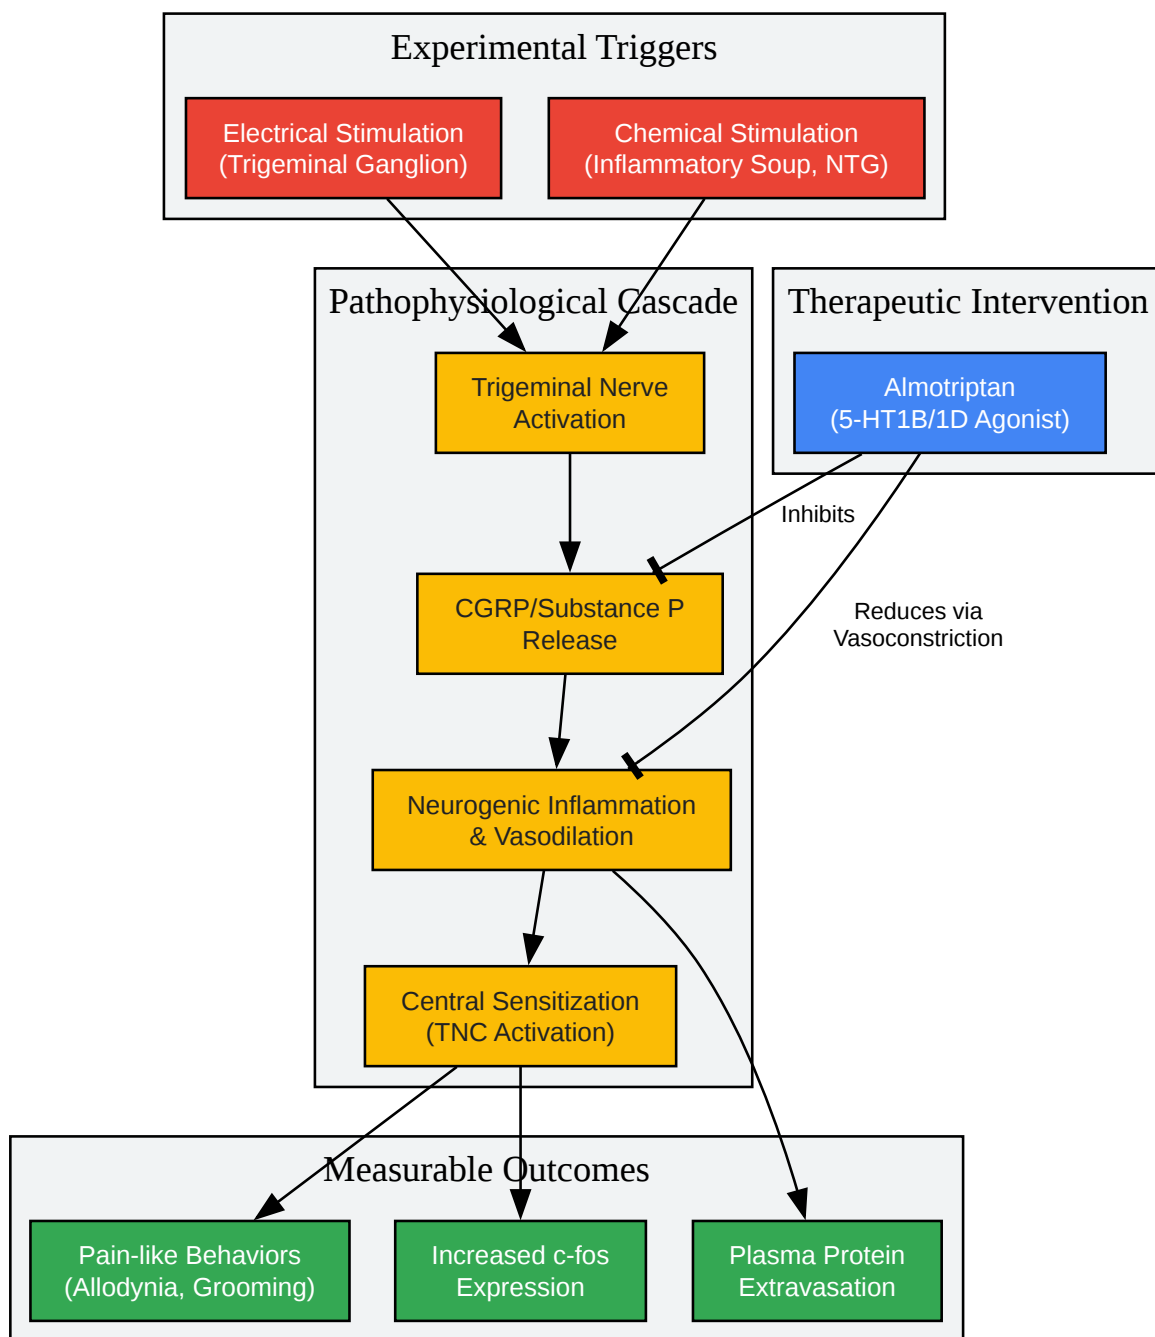 Experimental Triggers
Electrical Stimulation
(Trigeminal Ganglion)
Chemical Stimulation
(Inflammatory Soup, NTG)
Pathophysiological Cascade
Therapeutic Intervention
Trigeminal Nerve
Activation
Almotriptan
(5-HT1B/1D Agonist)
Inhibits
CGRP/Substance P
Release
Reduces via
Vasoconstriction
Neurogenic Inflammation
& Vasodilation
Central Sensitization
(TNC Activation)
Measurable Outcomes
Pain-like Behaviors
(Allodynia, Grooming)
Increased c-fos
Expression
Plasma Protein
Extravasation